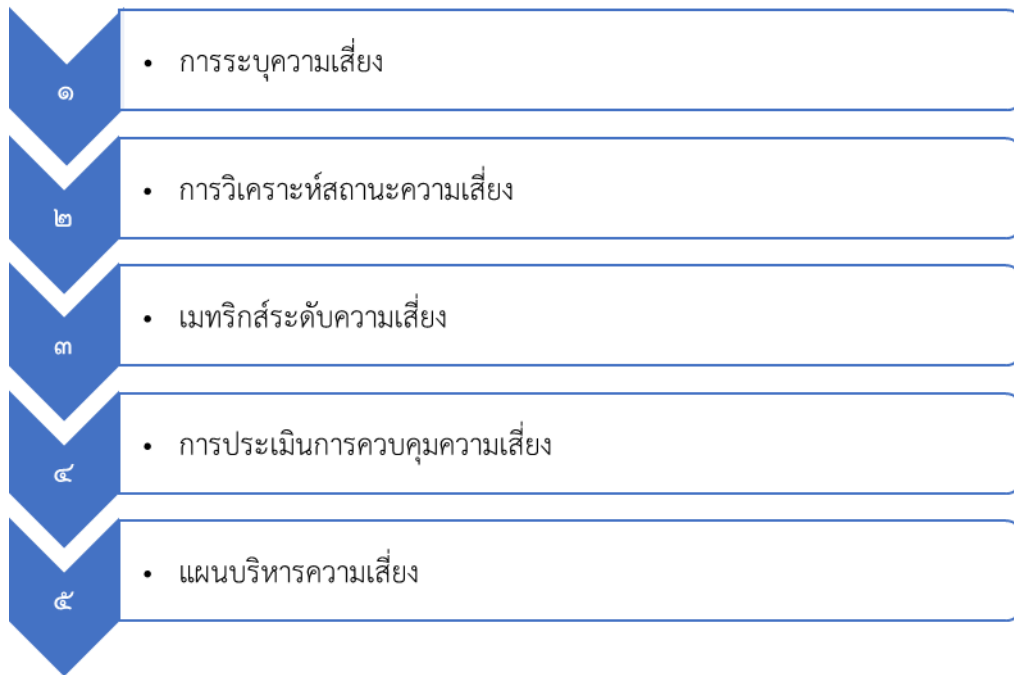 ๑
• การระบุความเสี่ยง
๒
• การวิเคราะห์สถานะความเสี่ยง
๓
• เมทริกส์ระดับความเสี่ยง
๔
• การประเมินการควบคุมความเสี่ยง
๕
• แผนบริหารความเสี่ยง